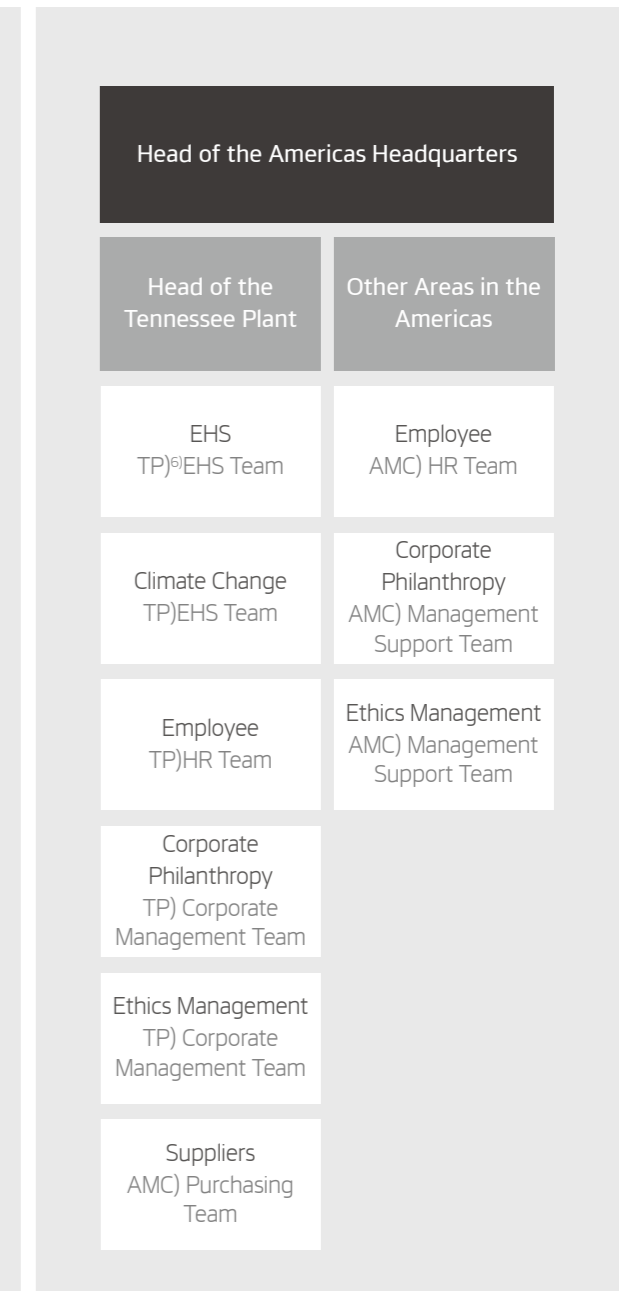 Head of the Americas Headquarters
Head of the
Tennessee Plant
Other Areas in the
Americas
EHS
TP)6)EHS Team
Employee
AMC) HR Team
Climate Change
TP)EHS Team
Corporate
Philanthropy
AMC) Management
Support Team
Employee
TP)HR Team
Ethics Management
AMC) Management
Support Team
Corporate
Philanthropy
TP) Corporate
Management Team
Ethics Management
TP) Corporate
Management Team
Suppliers
AMC) Purchasing
Team